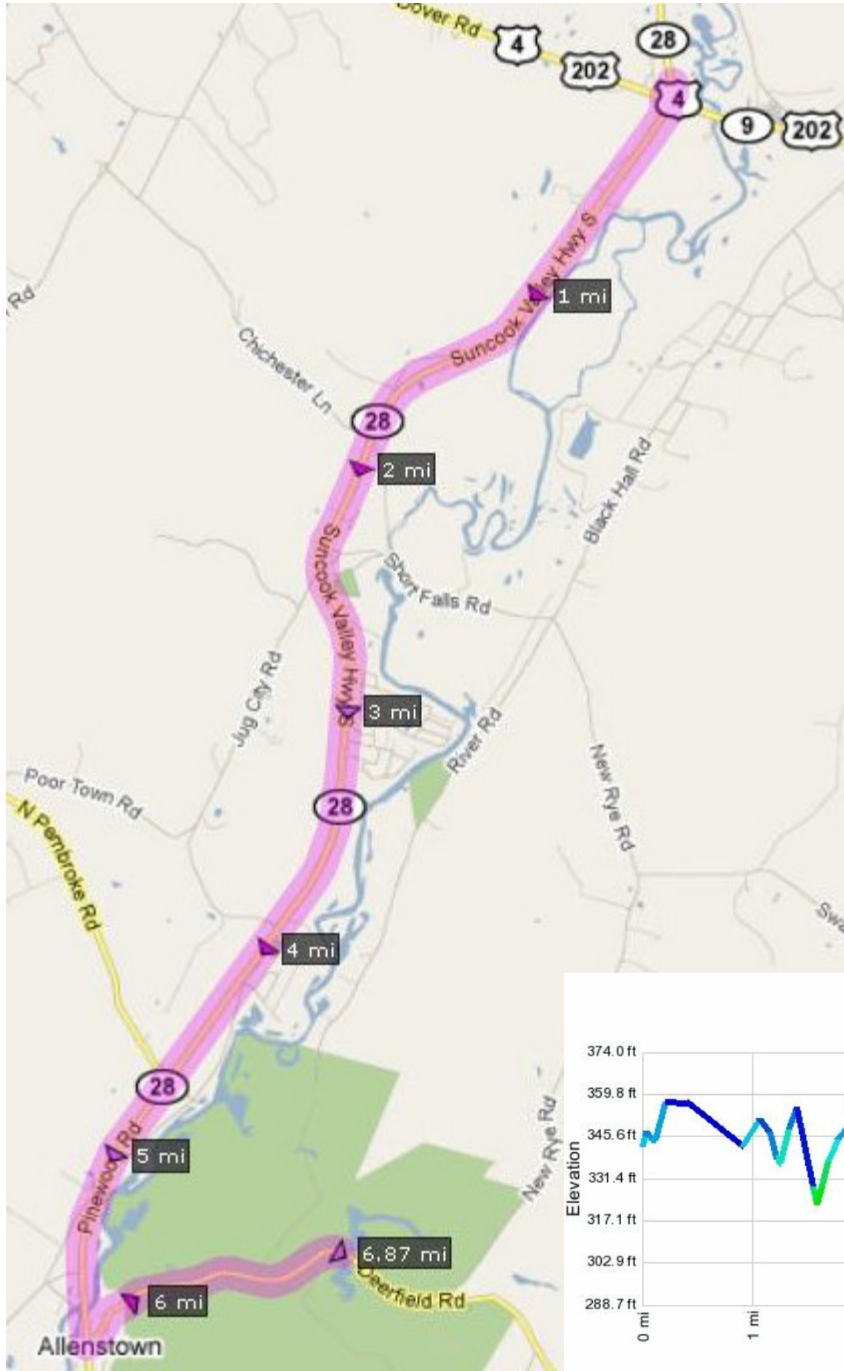 Dover Rd
4
202
28
4
9
202
Suncook Valley Hwy S
1 mi
Rd
Chichester Ln
28
2 mi
Black Hall Rd
Suncook Valley Hwy S
Short Falls Rd
3 mi
Jug City Rd
River Rd
New Rye Rd
Poor Town Rd
28
N Pembroke Rd
Swa
4 mi
28
New Rye Rd
Pinewood Rd
5 mi
6.87 mi
Deerfield Rd
6 mi
Allenstown
Elevation
374.0 ft
359.8 ft
345.6 ft
331.4 ft
317.1 ft
302.9 ft
288.7 ft
0 mi
1 mi